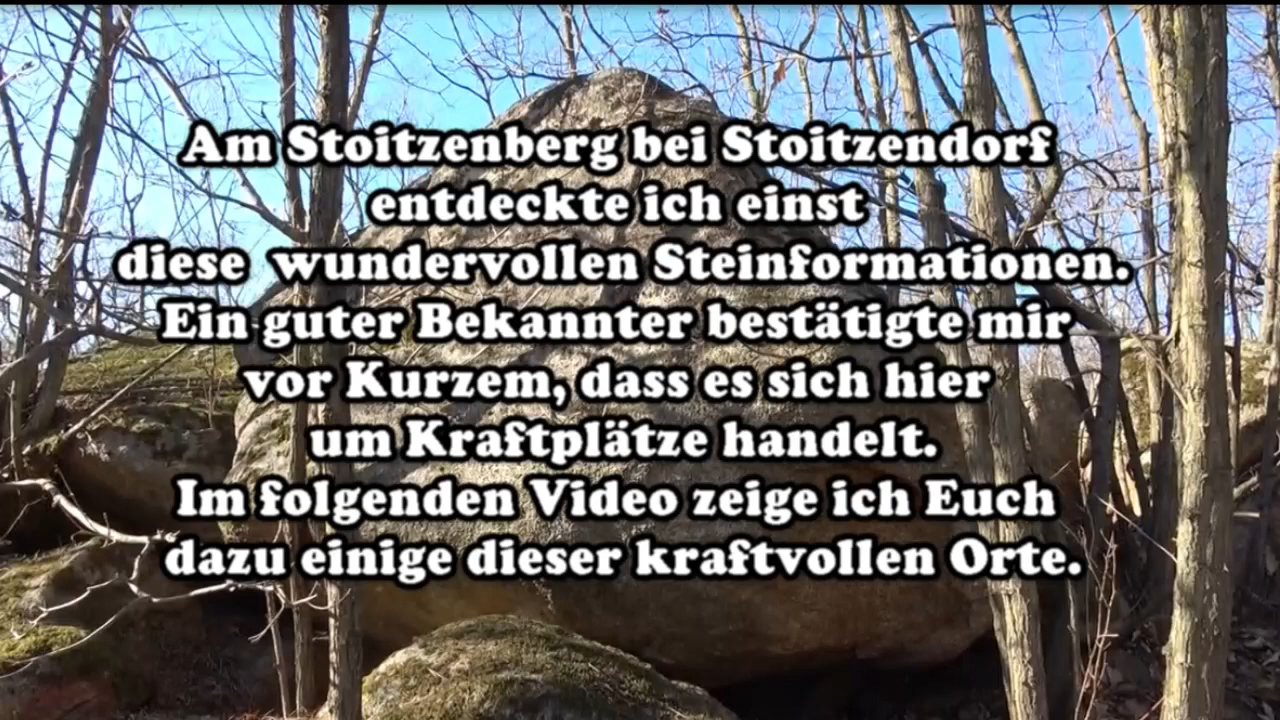 Am Stoitzenberg bei Stoitzendorf
entdeckte ich einst
diese wundervollen Steinformationen.
Ein guter Bekannter bestätigte mir
vor Kurzem, dass es sich hier
um Kraftplätze handelt.
Im folgenden Video zeige ich Euch
dazu einige dieser kraftvollen Orte.